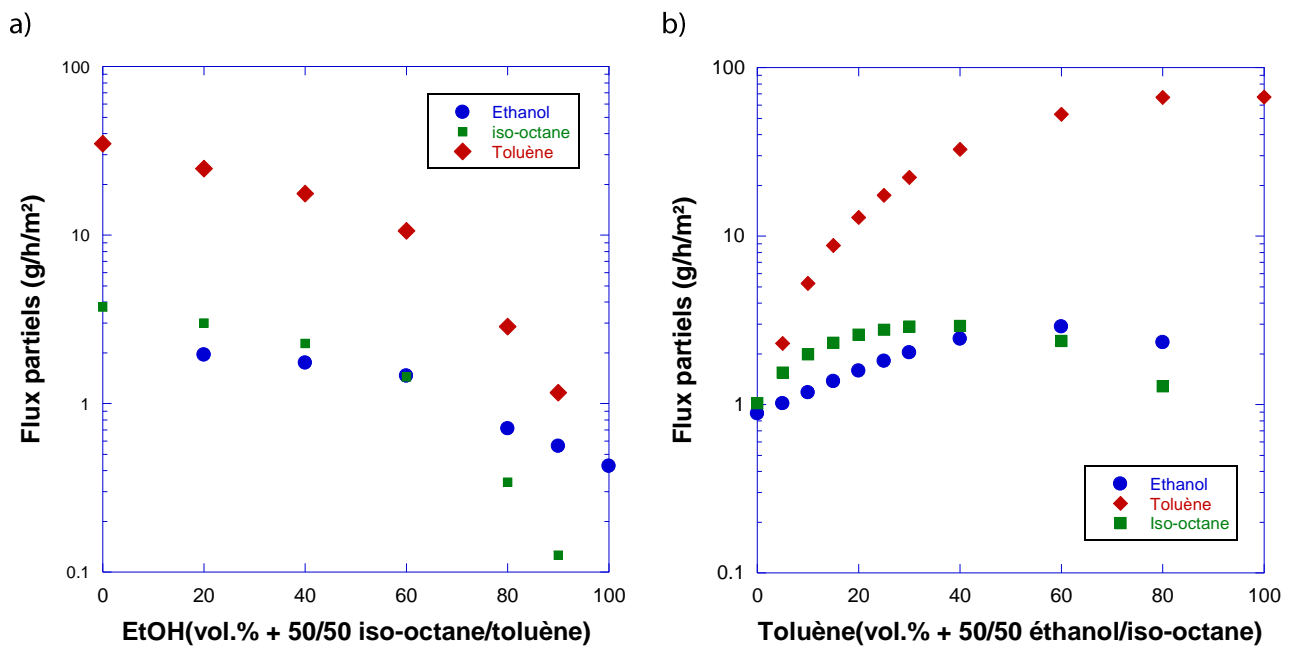 a)
100
10
1
0.1
Flux partiels (g/h/m²)
Ethanol
iso-octane
Toluène
0 20 40 60 80 100
EtOH(vol.% + 50/50 iso-octane/toluène)
b)
100
10
1
0.1
Flux partiels (g/h/m²)
Ethanol
Toluène
Iso-octane
0 20 40 60 80 100
Toluène(vol.% + 50/50 éthanol/iso-octane)